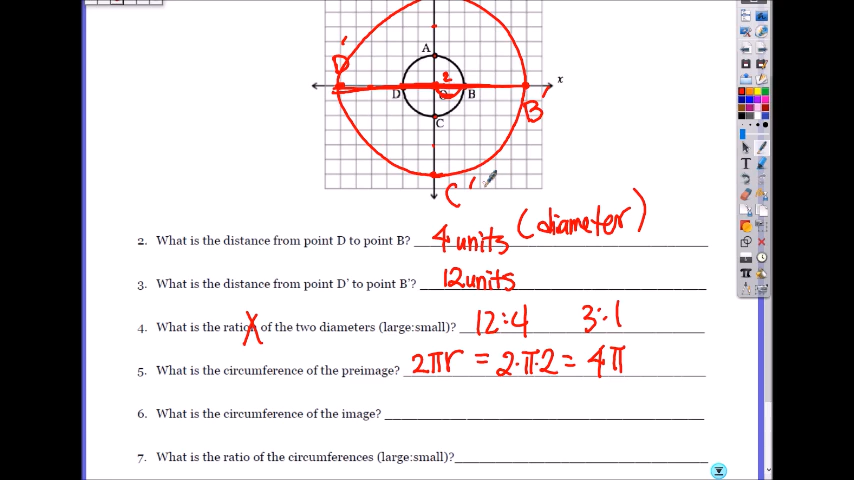 D'
A
2
x
D
B
B'
C
C'
2. What is the distance from point D to point B? 4 units (diameter)
3. What is the distance from point D' to point B'? 12 units
4. What is the ratio of the two diameters (large:small)? 12:4 3:1
5. What is the circumference of the preimage? 2πr = 2·π·2 = 4π
6. What is the circumference of the image?
7. What is the ratio of the circumferences (large:small)?